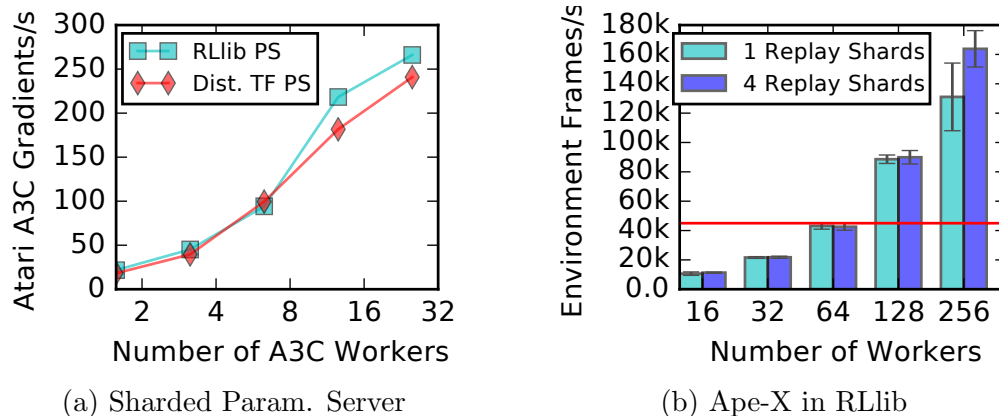 Atari A3C Gradients/s
300
250
200
150
100
50
0
RLlib PS
Dist. TF PS
2 4 8 16 32
Number of A3C Workers
(a) Sharded Param. Server
Environment Frames/s
180k
160k
140k
120k
100k
80k
60k
40k
20k
0.0
1 Replay Shards
4 Replay Shards
16 32 64 128 256
Number of Workers
(b) Ape-X in RLlib